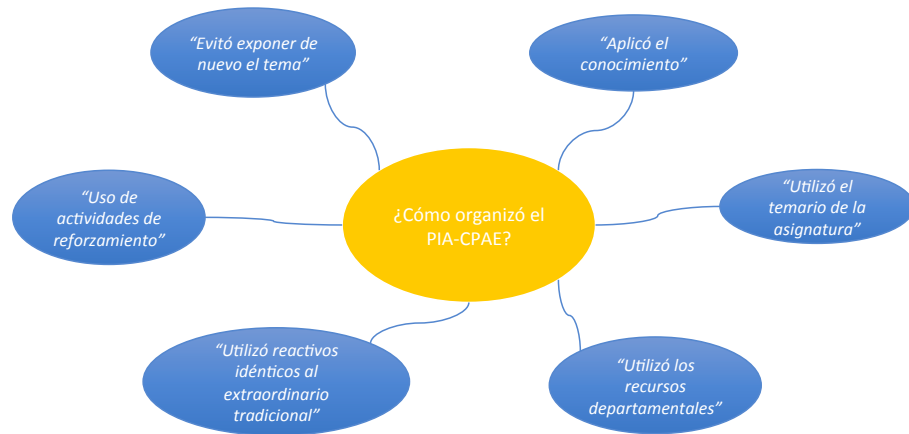 “Evitó exponer de
nuevo el tema”
“Aplicó el
conocimiento”
“Uso de
actividades de
reforzamiento”
¿Cómo organizó el
PIA-CPAE?
“Utilizó el
temario de la
asignatura”
“Utilizó reactivos
idénticos al
extraordinario
tradicional”
“Utilizó los
recursos
departamentales”